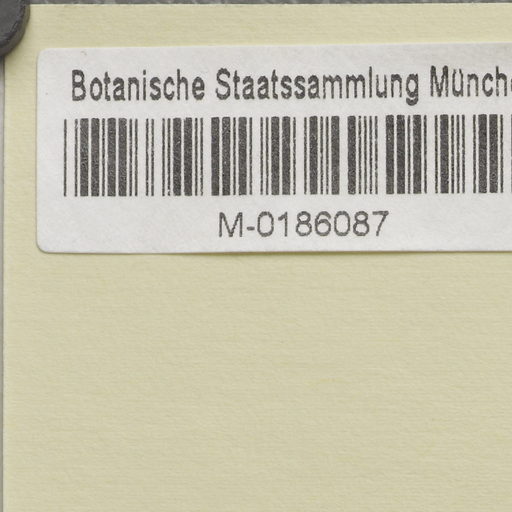 Botanische Staatssammlung Münch
M-0186087